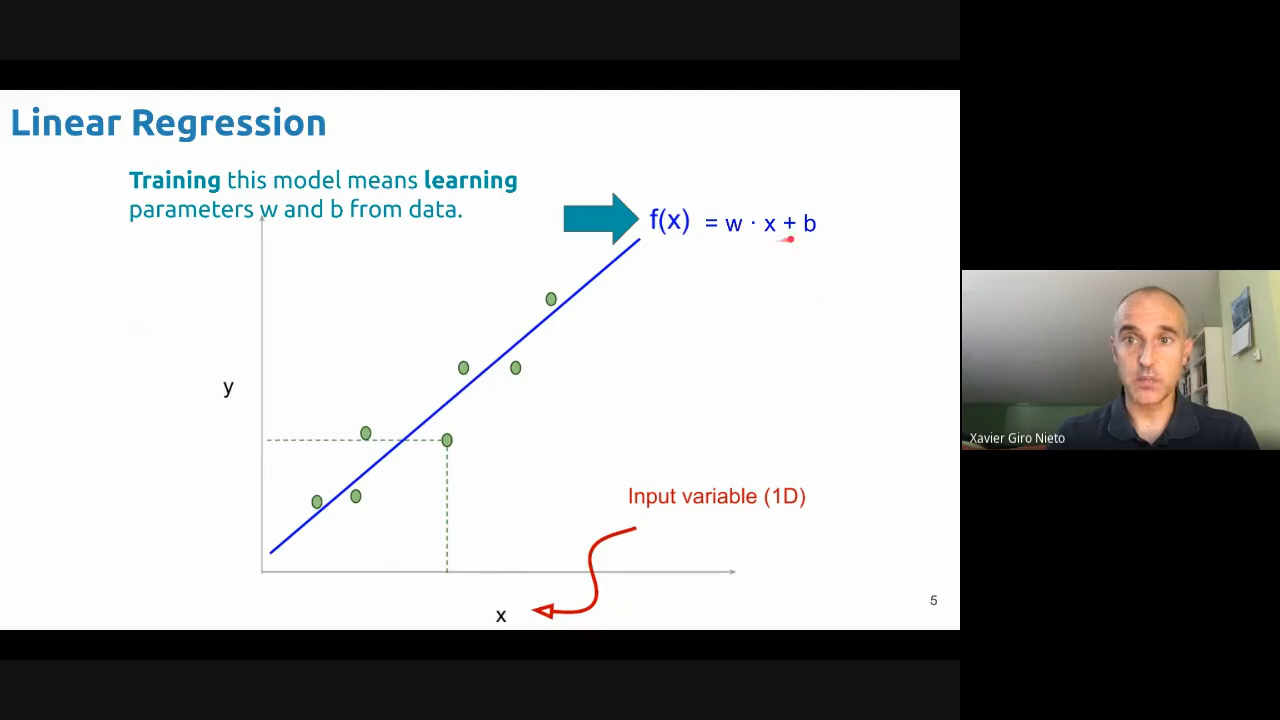 Linear Regression
Training this model means learning
parameters w and b from data.
f(x) = w · x + b
y
Input variable (1D)
x
5
Xavier Giro Nieto